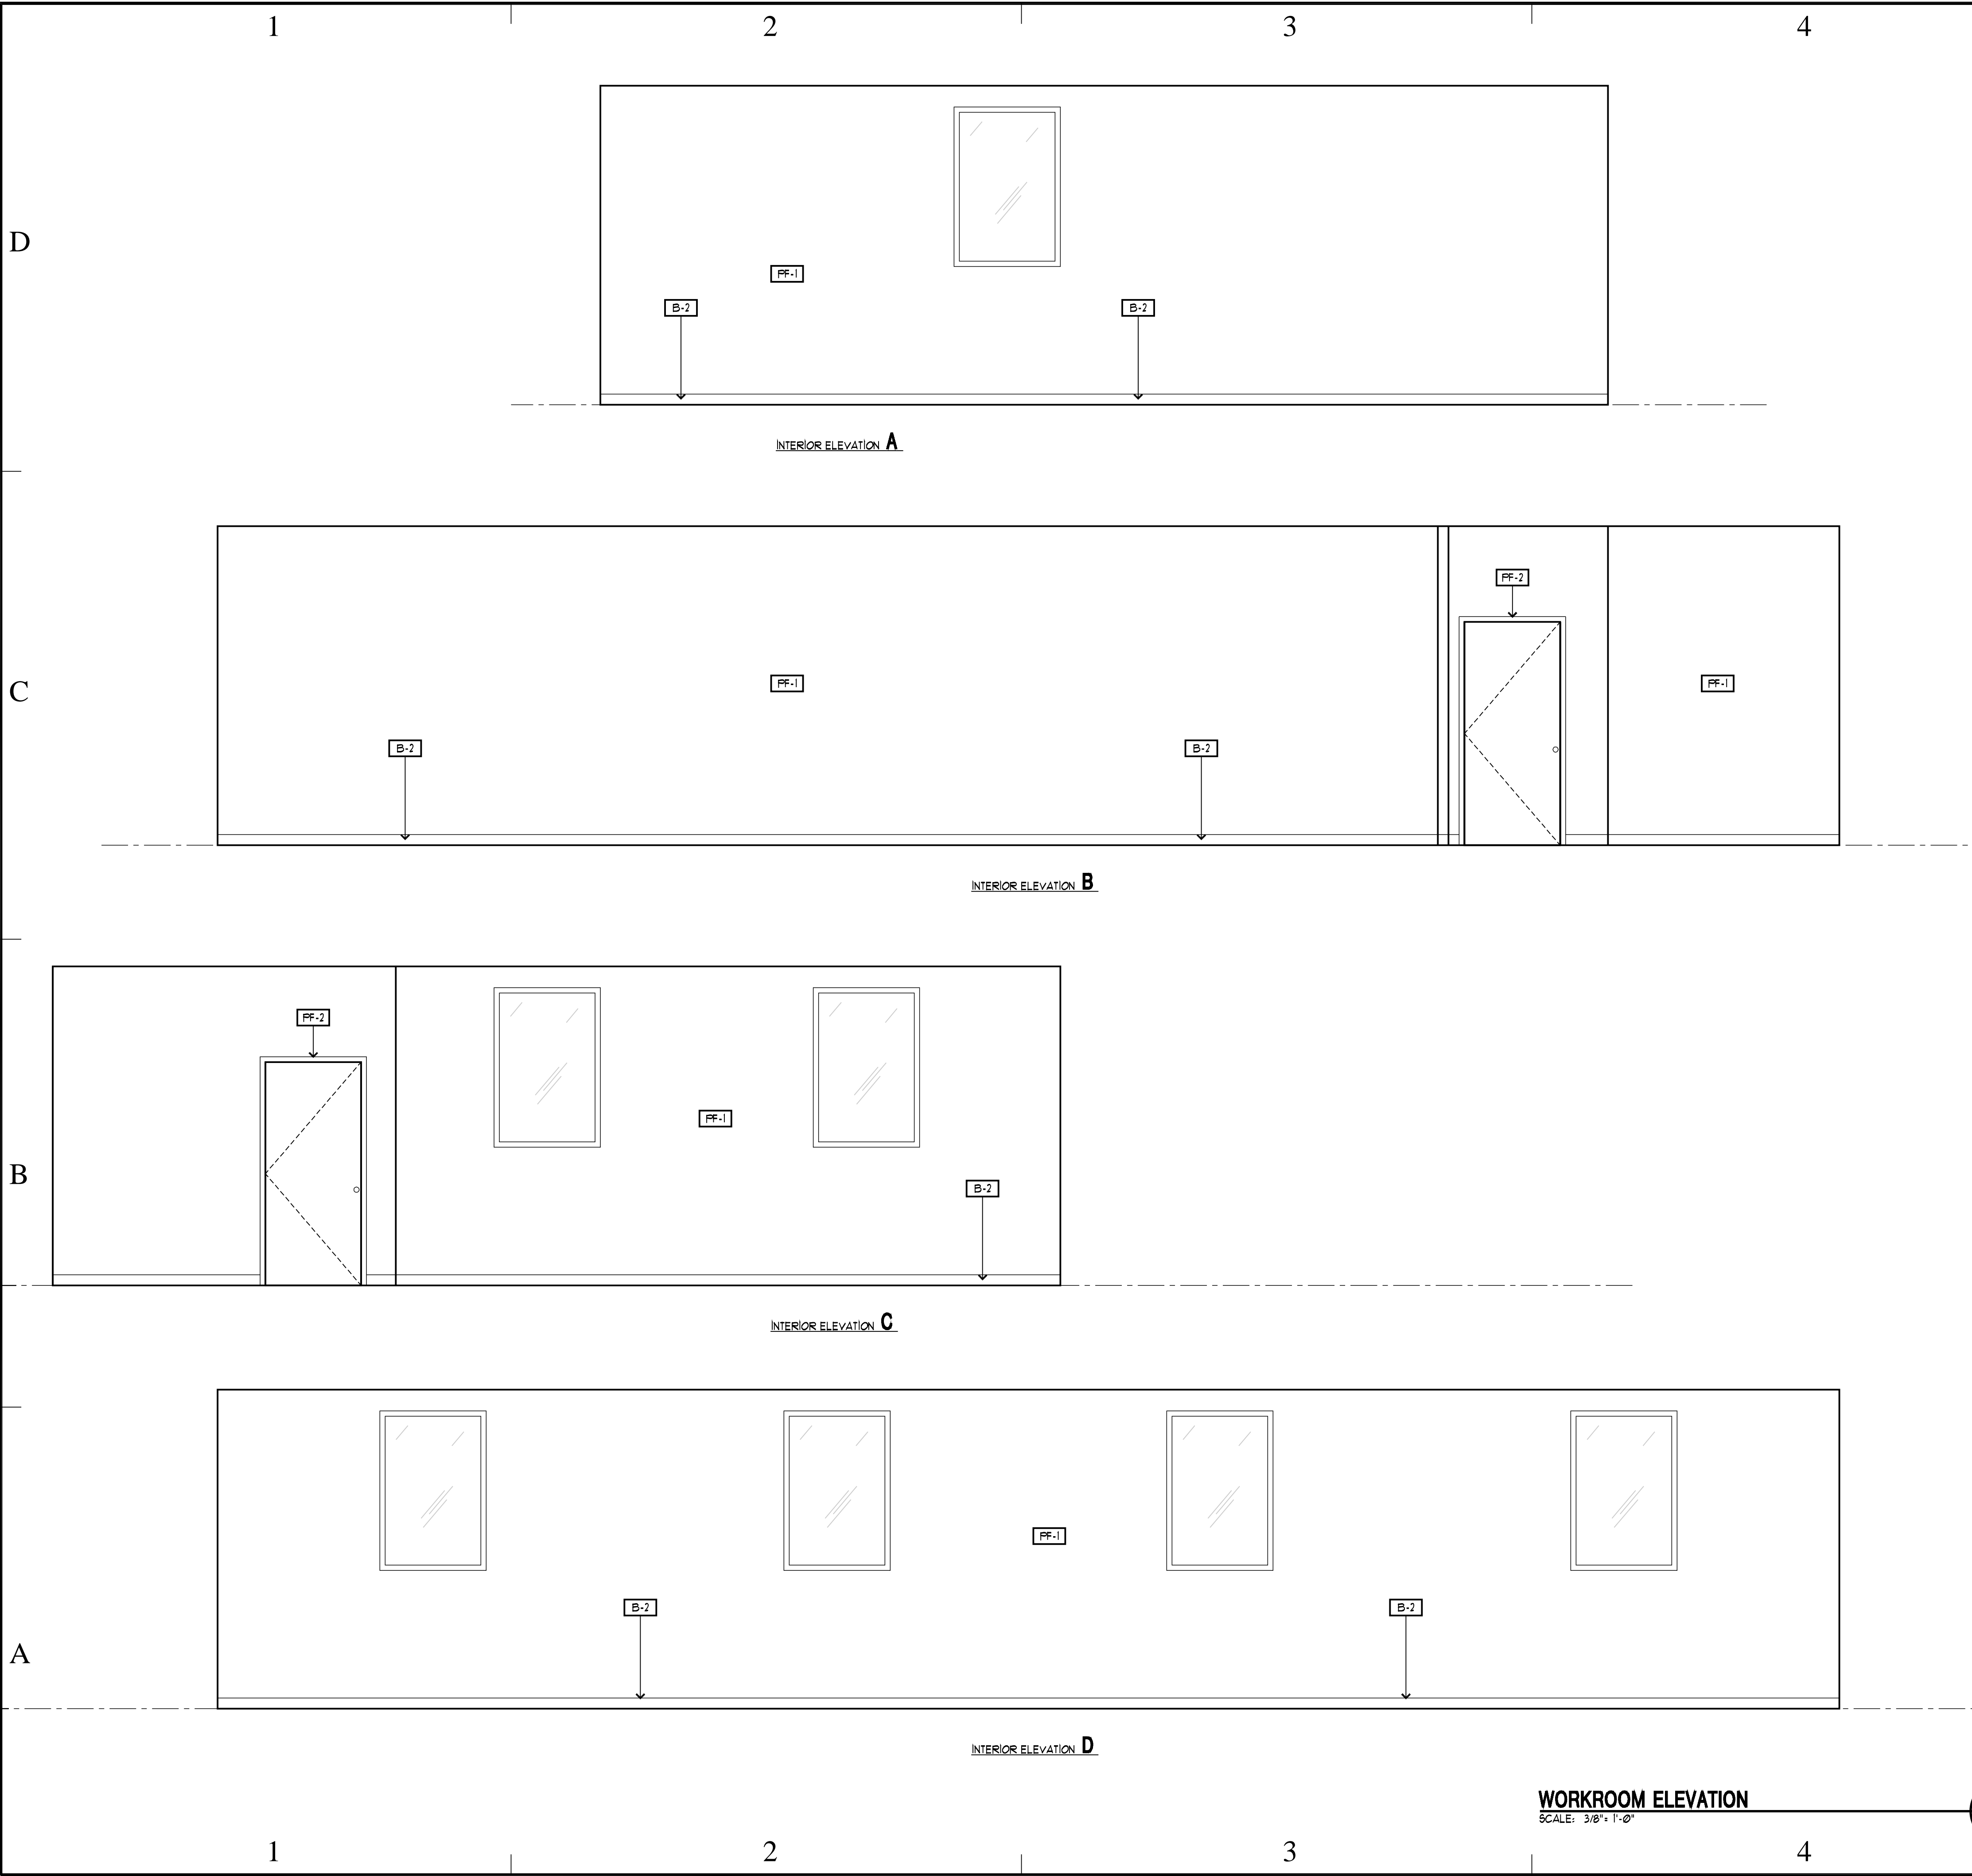 1 2 3 4
D
PF-1
B-2 B-2
INTERIOR ELEVATION A
PF-2
C
PF-1 PF-1
B-2 B-2
INTERIOR ELEVATION B
PF-2
PF-1
B
B-2
INTERIOR ELEVATION C
PF-1
B-2 B-2
A
INTERIOR ELEVATION D
WORKROOM ELEVATION
SCALE: 3/8"= 1'-0"
1 2 3 4